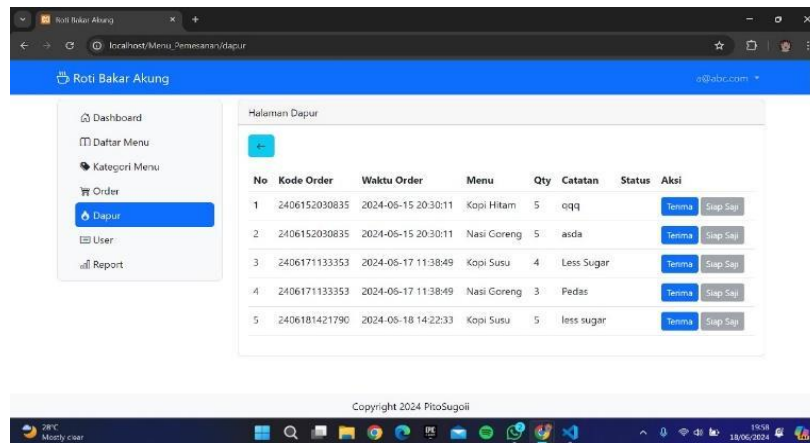 Roti Bakar Akung
localhost/Menu_Pemesanan/dapur
Roti Bakar Akung
a@abc.com
Dashboard
Daftar Menu
Kategori Menu
Order
Dapur
User
Report
Halaman Dapur
No Kode Order Waktu Order Menu Qty Catatan Status Aksi
1 2406152030835 2024-06-15 20:30:11 Kopi Hitam 5 qqq Terima Siap Saji
2 2406152030835 2024-06-15 20:30:11 Nasi Goreng 5 asda Terima Siap Saji
3 2406171133353 2024-06-17 11:38:49 Kopi Susu 4 Less Sugar Terima Siap Saji
4 2406171133353 2024-06-17 11:38:49 Nasi Goreng 3 Pedas Terima Siap Saji
5 2406181421790 2024-06-18 14:22:33 Kopi Susu 5 less sugar Terima Siap Saji
Copyright 2024 PitoSugoii
28°C
Mostly clear
19:58
18/06/2024